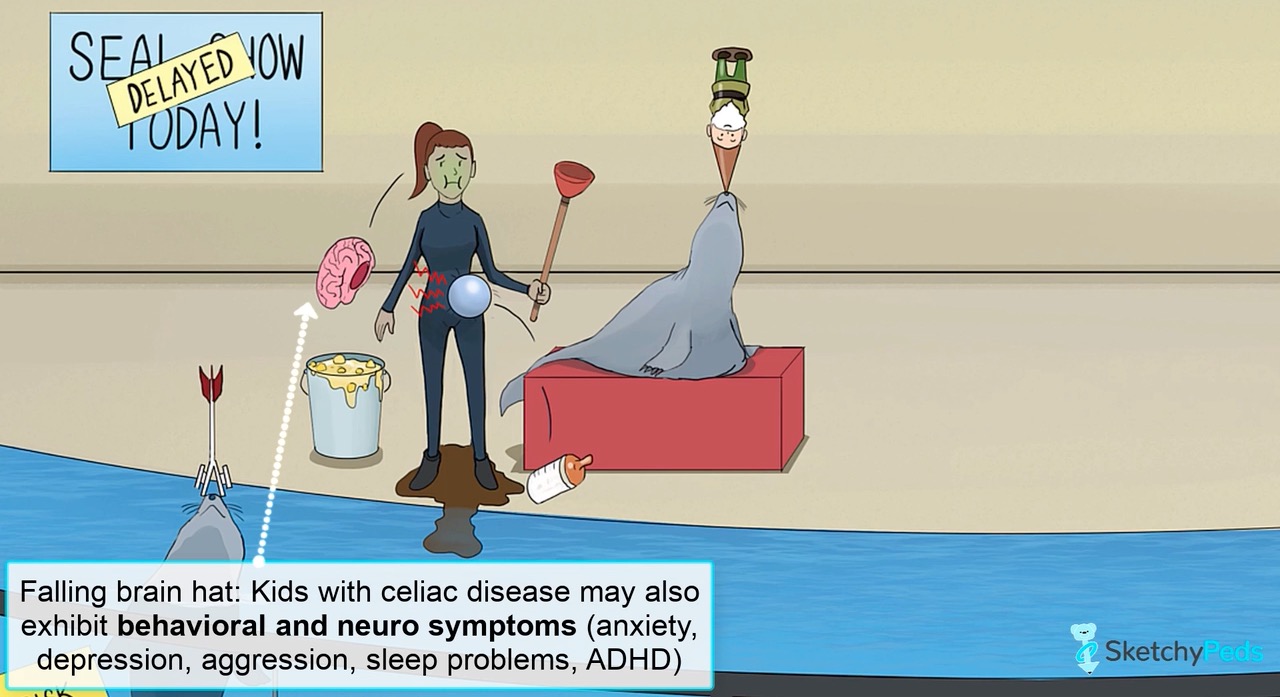 SEAL SHOW
DELAYED
TODAY!
Falling brain hat: Kids with celiac disease may also
exhibit behavioral and neuro symptoms (anxiety,
depression, aggression, sleep problems, ADHD)
SketchyPeds